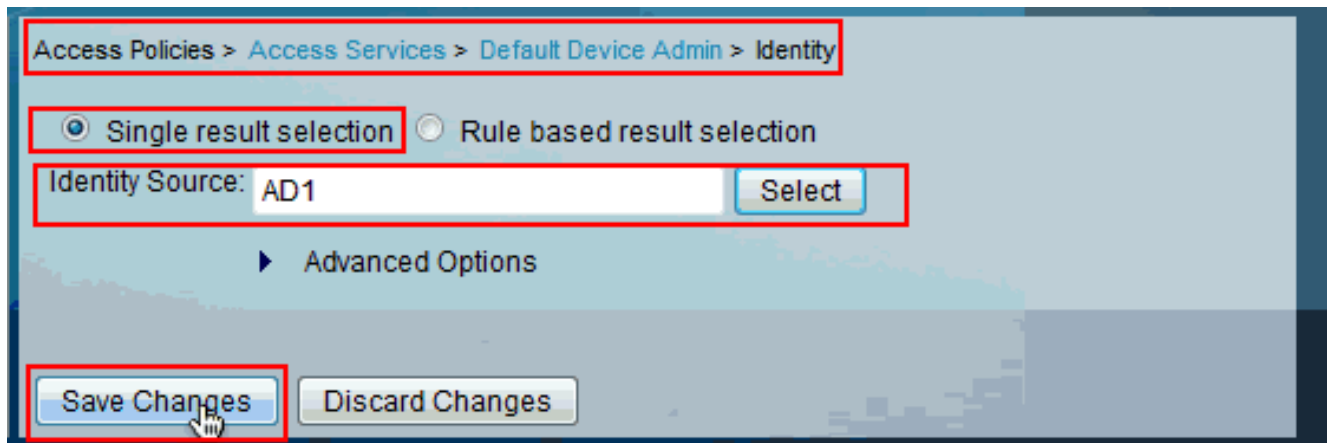 Access Policies > Access Services > Default Device Admin > Identity
Single result selection Rule based result selection
Identity Source: AD1 Select
Advanced Options
Save Changes Discard Changes